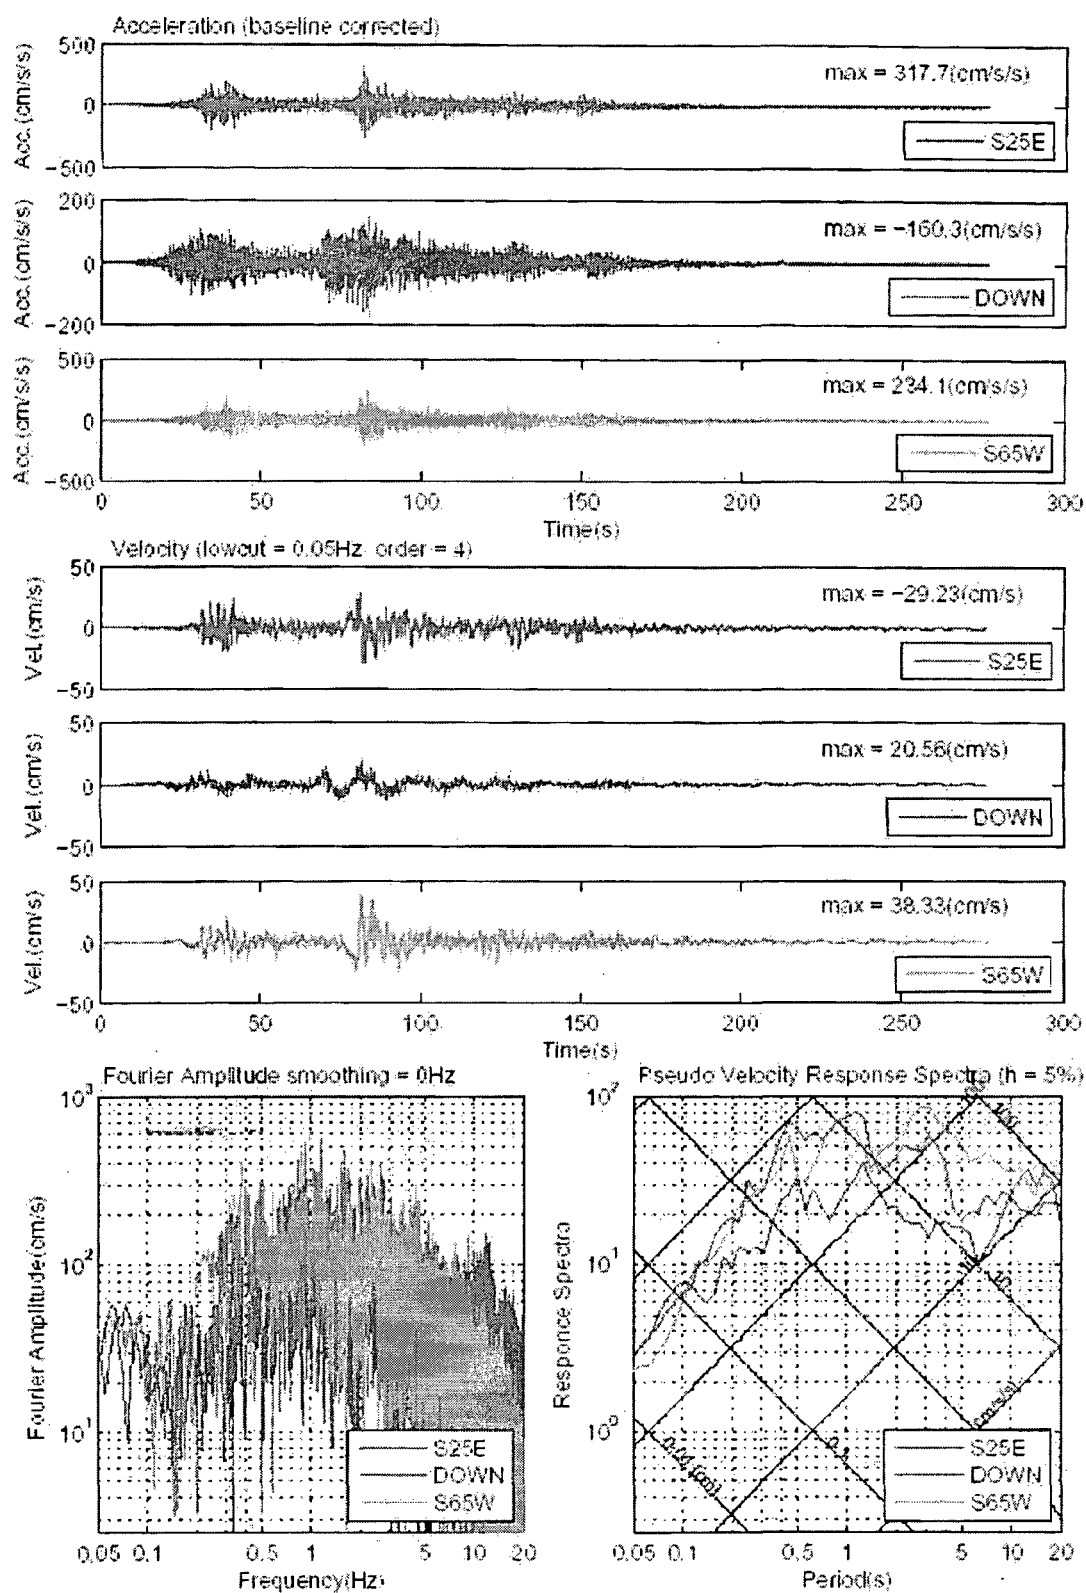 Acceleration (baseline corrected)
500
0
−500
Acc.(cm/s/s)
max = 317.7(cm/s/s)
S25E
200
0
−200
Acc.(cm/s/s)
max = −160.3(cm/s/s)
DOWN
500
0
−500
Acc.(cm/s/s)
max = 234.1(cm/s/s)
S65W
0 50 100 150 200 250 300
Time(s)
Velocity (lowcut = 0.05Hz order = 4)
50
0
−50
Vel.(cm/s)
max = −29.23(cm/s)
S25E
50
0
−50
Vel.(cm/s)
max = 20.56(cm/s)
DOWN
50
0
−50
Vel.(cm/s)
max = 38.33(cm/s)
S65W
0 50 100 150 200 250 300
Time(s)
Fourier Amplitude smoothing = 0Hz
10³
10²
10¹
Fourier Amplitude(cm/s)
S25E
DOWN
S65W
0.05 0.1 0.5 1 5 10 20
Frequency(Hz)
Pseudo Velocity Response Spectra (h = 5%)
10²
10¹
10⁰
Responce Spectra
100
10
(cm/s/s)
0.1
S25E
DOWN
S65W
0.05 0.1 0.5 1 5 10 20
Period(s)